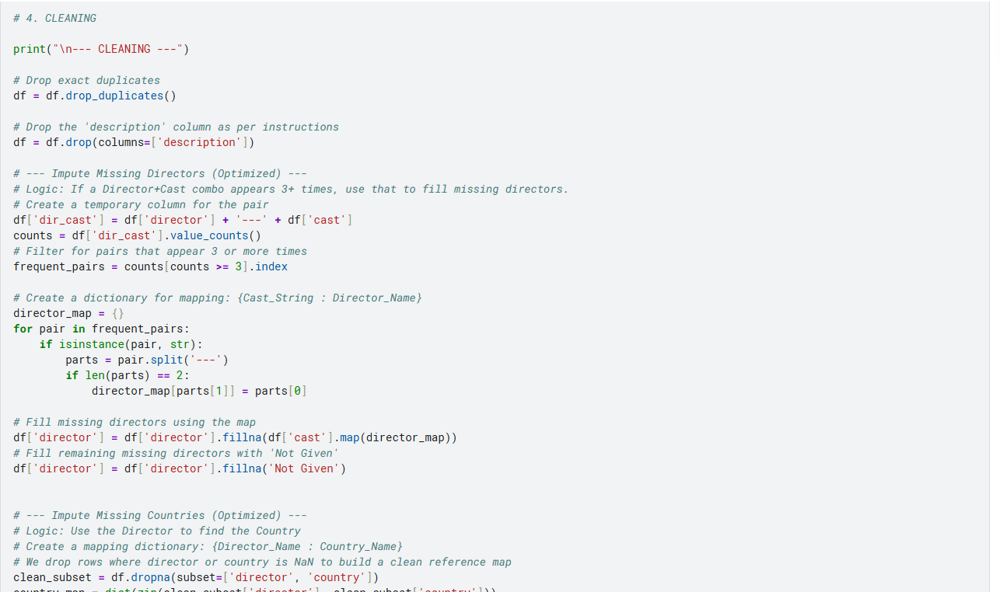 # 4. CLEANING
print("\n--- CLEANING ---")
# Drop exact duplicates
df = df.drop_duplicates()
# Drop the 'description' column as per instructions
df = df.drop(columns=['description'])
# --- Impute Missing Directors (Optimized) ---
# Logic: If a Director+Cast combo appears 3+ times, use that to fill missing directors.
# Create a temporary column for the pair
df['dir_cast'] = df['director'] + '---' + df['cast']
counts = df['dir_cast'].value_counts()
# Filter for pairs that appear 3 or more times
frequent_pairs = counts[counts >= 3].index
# Create a dictionary for mapping: {Cast_String : Director_Name}
director_map = {}
for pair in frequent_pairs:
    if isinstance(pair, str):
        parts = pair.split('---')
        if len(parts) == 2:
            director_map[parts[1]] = parts[0]
# Fill missing directors using the map
df['director'] = df['director'].fillna(df['cast'].map(director_map))
# Fill remaining missing directors with 'Not Given'
df['director'] = df['director'].fillna('Not Given')
# --- Impute Missing Countries (Optimized) ---
# Logic: Use the Director to find the Country
# Create a mapping dictionary: {Director_Name : Country_Name}
# We drop rows where director or country is NaN to build a clean reference map
clean_subset = df.dropna(subset=['director', 'country'])
country_map = dict(zip(clean_subset['director'], clean_subset['country']))